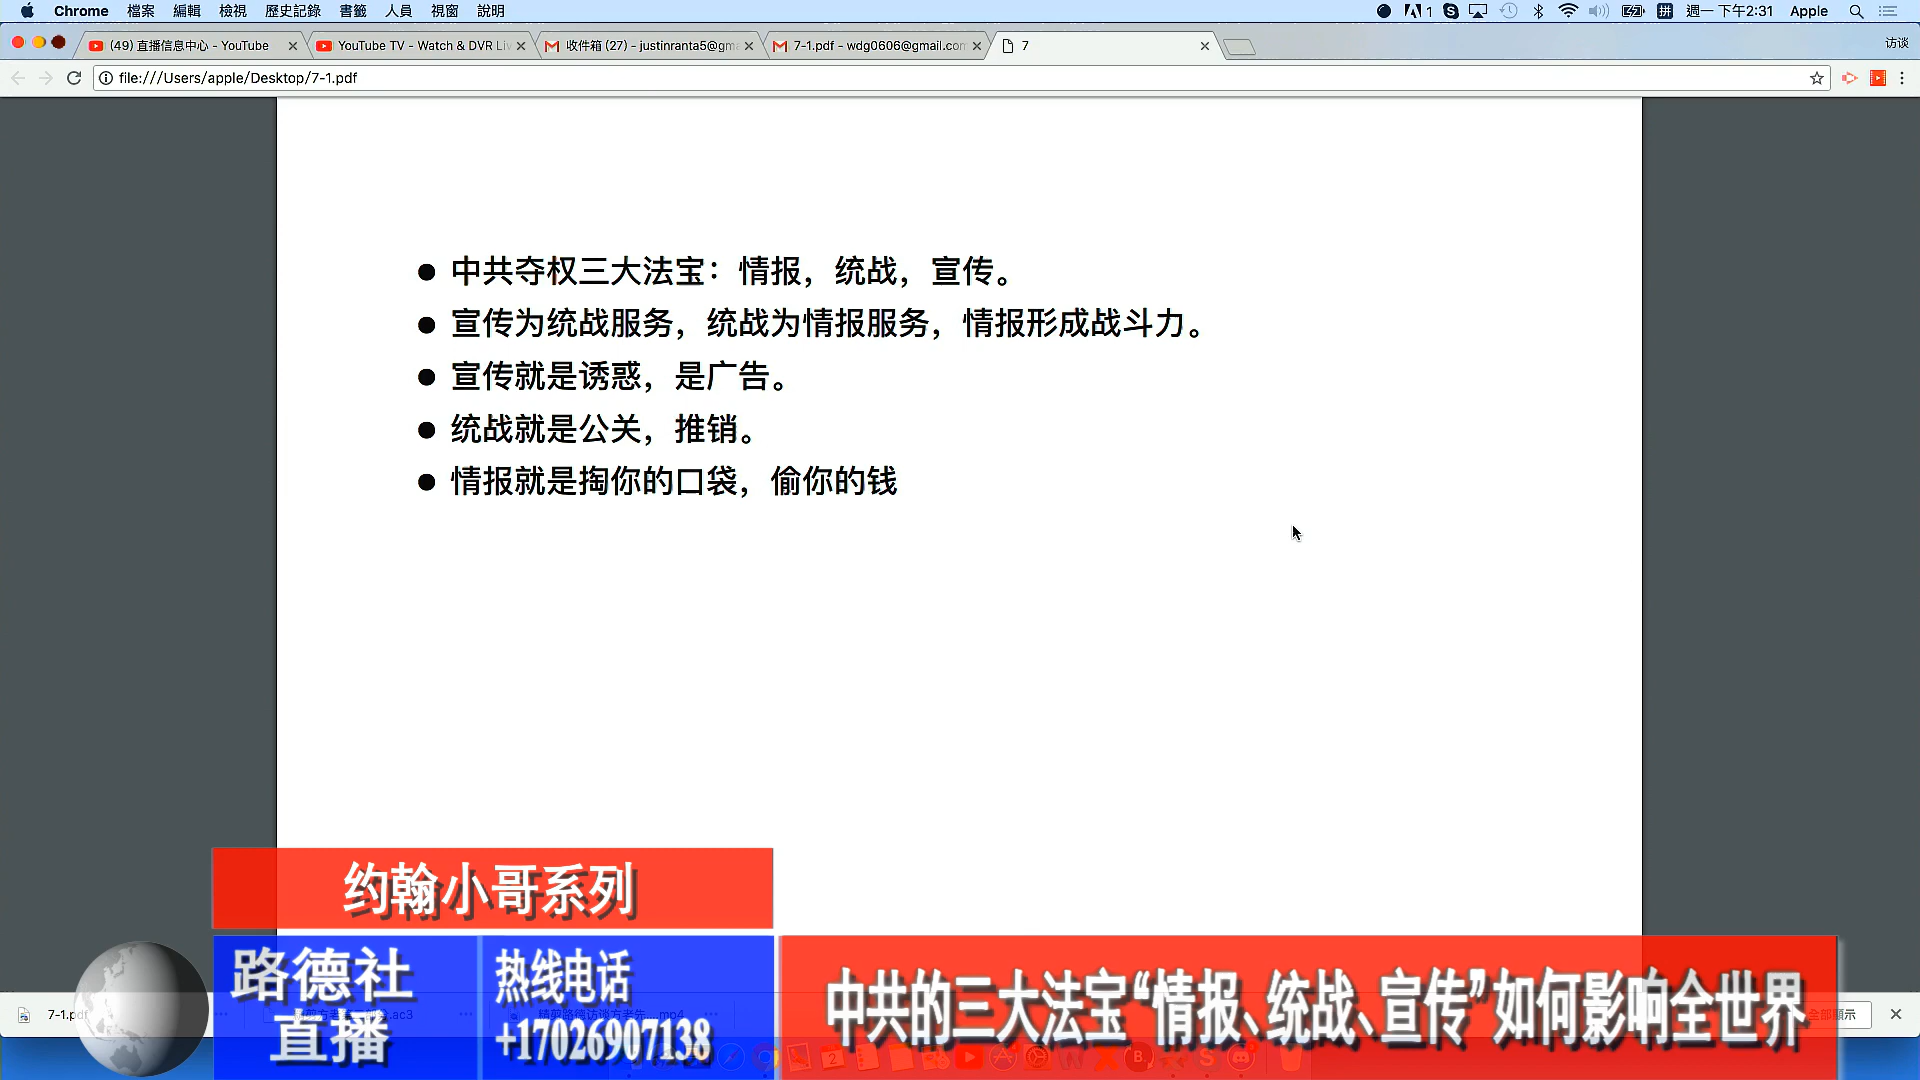 Chrome 檔案 編輯 檢視 歷史記錄 書籤 人員 視窗 說明 1 週一 下午2:31 Apple
(49) 直播信息中心 - YouTube YouTube TV - Watch & DVR Liv 收件箱 (27) - justinranta5@gma 7-1.pdf - wdg0606@gmail.com 7 访谈
file:///Users/apple/Desktop/7-1.pdf
● 中共夺权三大法宝：情报，统战，宣传。
● 宣传为统战服务，统战为情报服务，情报形成战斗力。
● 宣传就是诱惑，是广告。
● 统战就是公关，推销。
● 情报就是掏你的口袋，偷你的钱
约翰小哥系列
路德社
直播
热线电话
+17026907138
中共的三大法宝“情报、统战、宣传”如何影响全世界
7-1.pdf